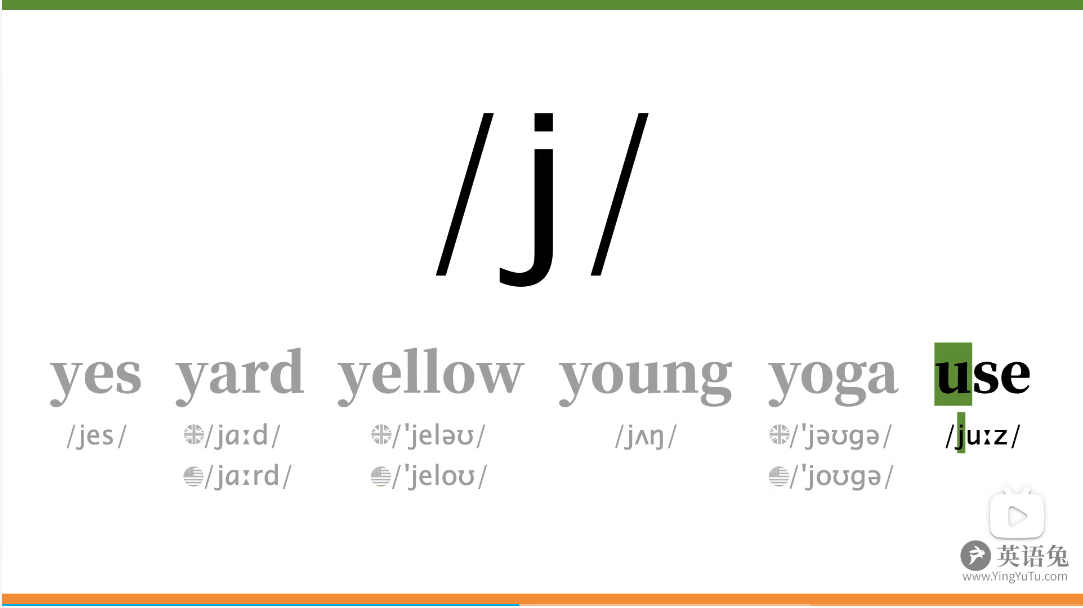 /j/
yes yard yellow young yoga use
/jes/ /jɑːd/ /ˈjeləʊ/ /jʌŋ/ /ˈjəʊɡə/ /juːz/
/jɑːrd/ /ˈjeloʊ/ /ˈjoʊɡə/
英语兔
www.YingYuTu.com